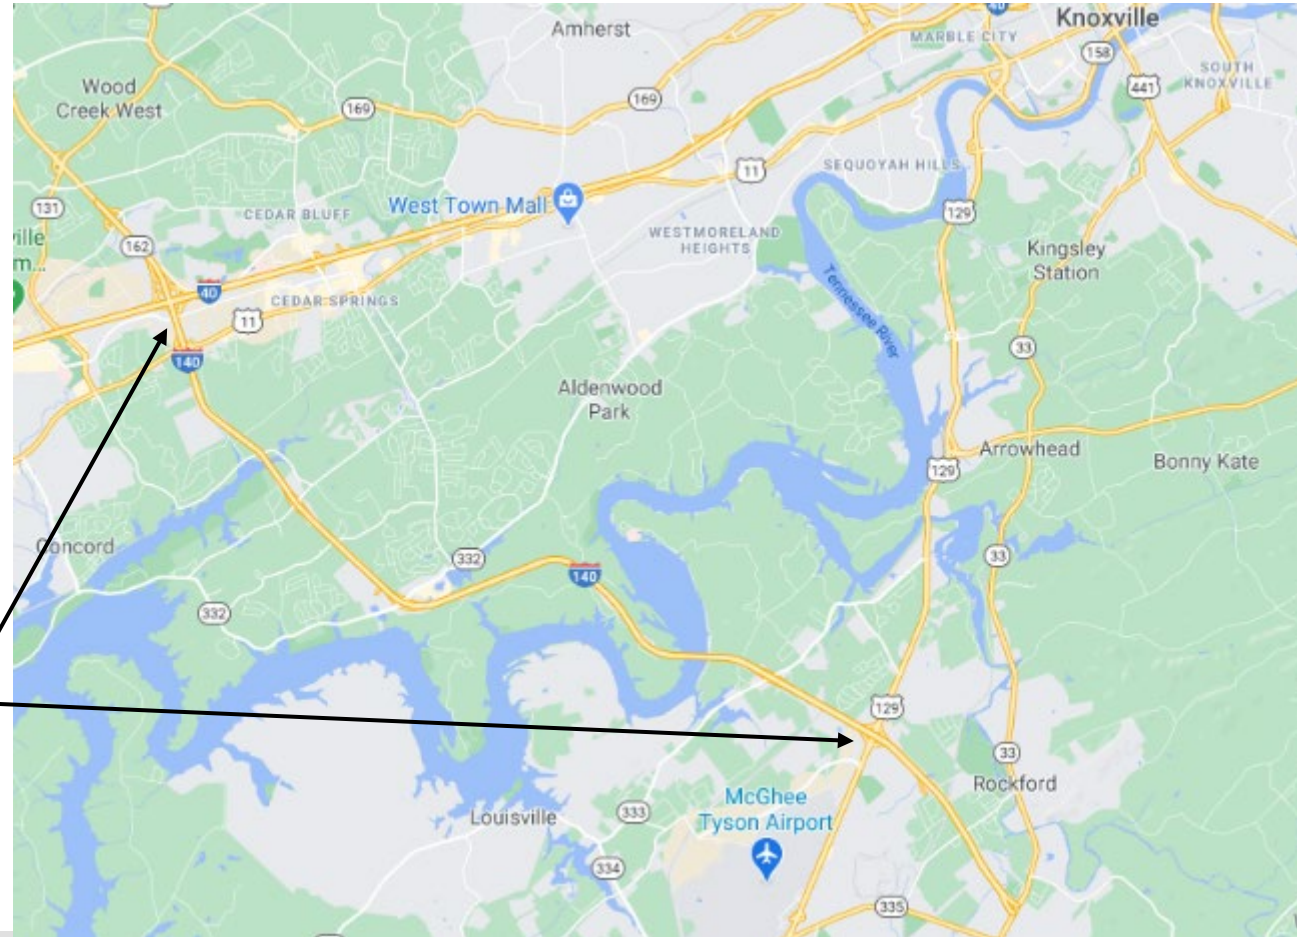 Amherst
40
Knoxville
MARBLE CITY
158
SOUTH
KNOXVILLE
441
Wood
Creek West
169
169
11
SEQUOYAH HILLS
131
CEDAR BLUFF
West Town Mall
129
162
WESTMORELAND
HEIGHTS
Kingsley
Station
ville
m...
40
CEDAR SPRINGS
11
Tennessee River
33
140
Aldenwood
Park
Arrowhead
129
Bonny Kate
Concord
332
140
33
332
129
33
Rockford
McGhee
Tyson Airport
Louisville
333
334
335